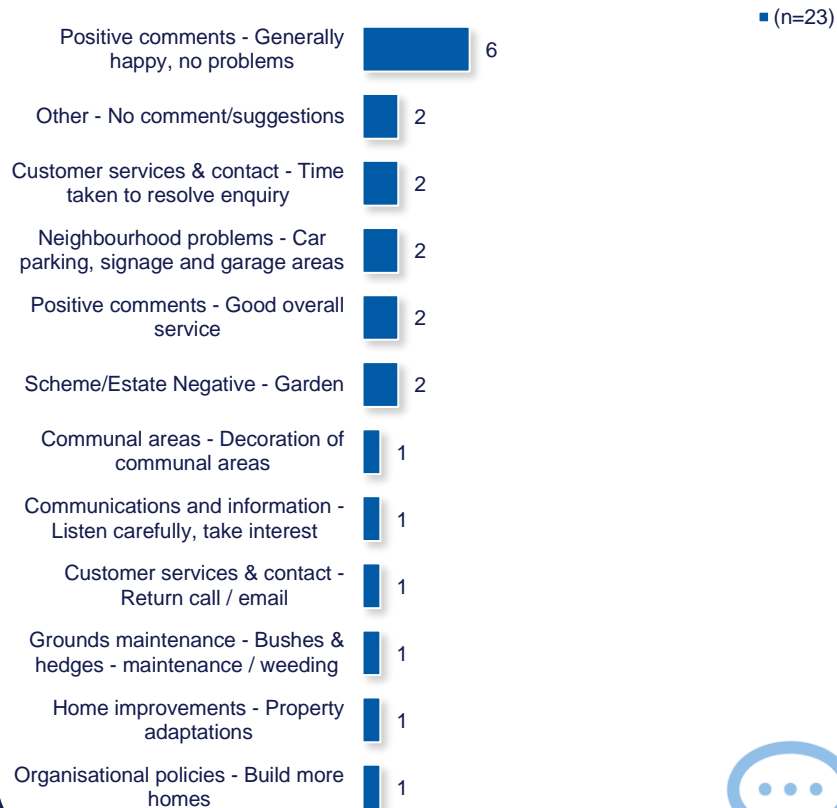 (n=23)
Positive comments - Generally
happy, no problems
6
Other - No comment/suggestions
2
Customer services & contact - Time
taken to resolve enquiry
2
Neighbourhood problems - Car
parking, signage and garage areas
2
Positive comments - Good overall
service
2
Scheme/Estate Negative - Garden
2
Communal areas - Decoration of
communal areas
1
Communications and information -
Listen carefully, take interest
1
Customer services & contact -
Return call / email
1
Grounds maintenance - Bushes &
hedges - maintenance / weeding
1
Home improvements - Property
adaptations
1
Organisational policies - Build more
homes
1